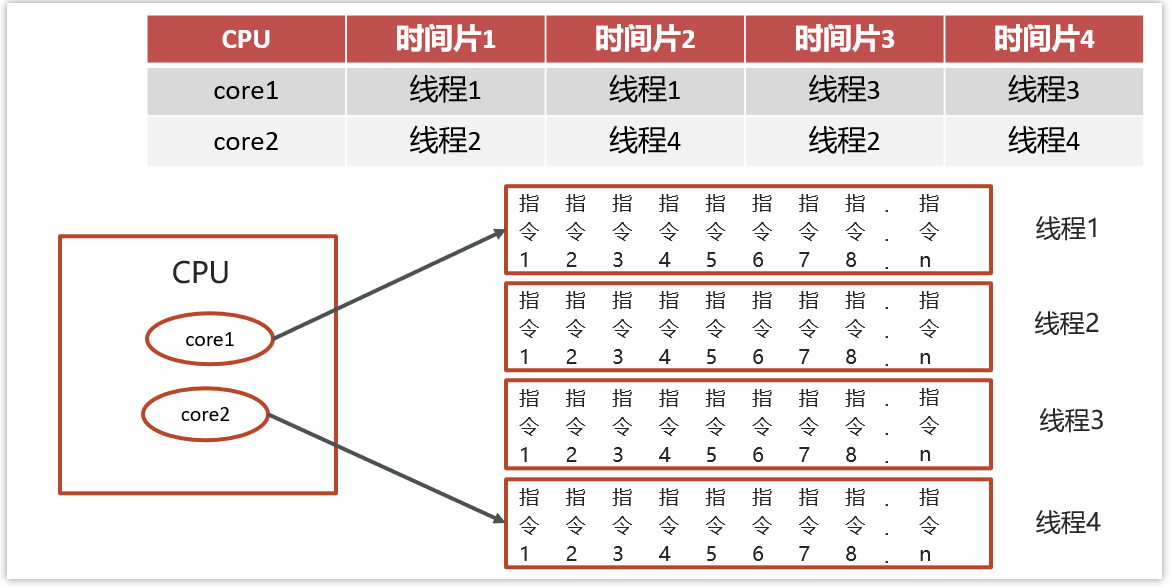 CPU 时间片1 时间片2 时间片3 时间片4
core1 线程1 线程1 线程3 线程3
core2 线程2 线程4 线程2 线程4
CPU
core1
core2
指 指 指 指 指 指 指 指 . 指
令 令 令 令 令 令 令 令 . 令
1 2 3 4 5 6 7 8 . n
线程1
指 指 指 指 指 指 指 指 . 指
令 令 令 令 令 令 令 令 . 令
1 2 3 4 5 6 7 8 . n
线程2
指 指 指 指 指 指 指 指 . 指
令 令 令 令 令 令 令 令 . 令
1 2 3 4 5 6 7 8 . n
线程3
指 指 指 指 指 指 指 指 . 指
令 令 令 令 令 令 令 令 . 令
1 2 3 4 5 6 7 8 . n
线程4